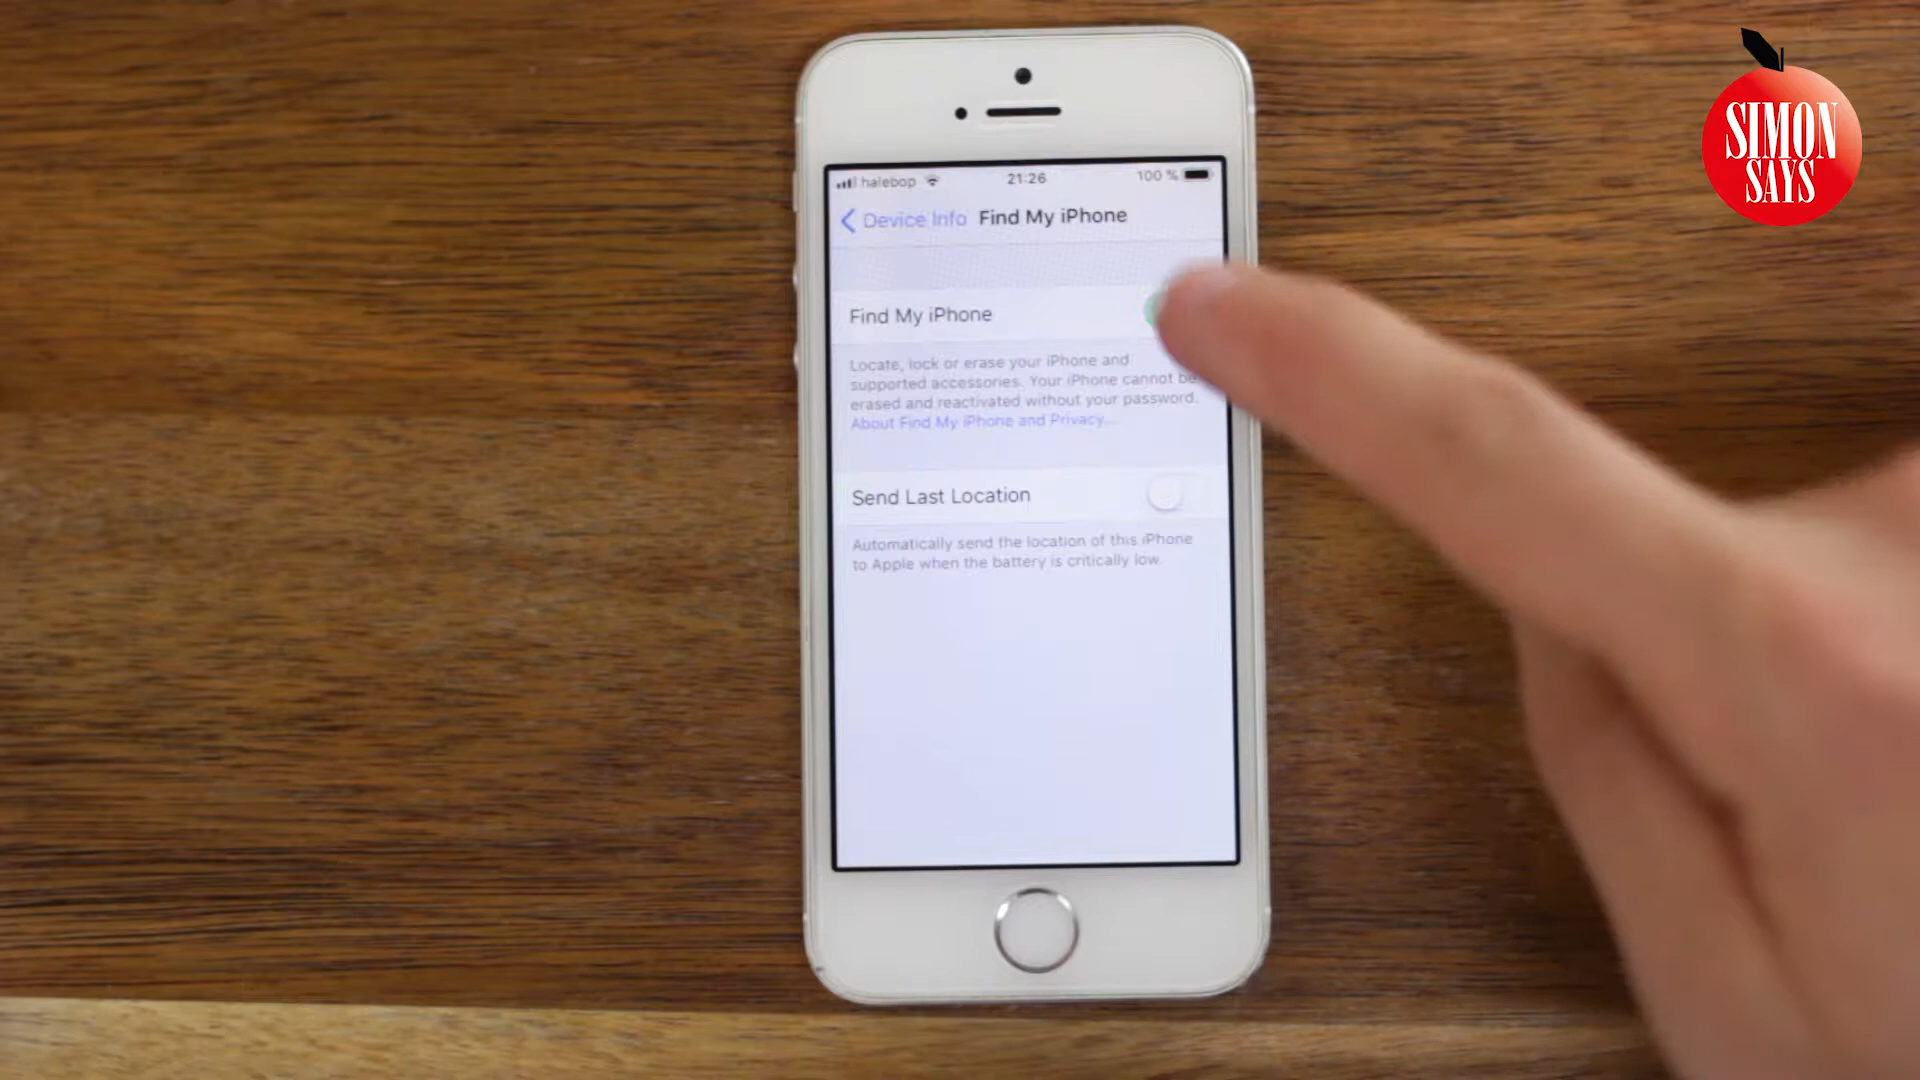 SIMON
SAYS
halebop 21:26 100 %
Device Info Find My iPhone
Find My iPhone
Locate, lock or erase your iPhone and
supported accessories. Your iPhone cannot be
erased and reactivated without your password.
About Find My iPhone and Privacy...
Send Last Location
Automatically send the location of this iPhone
to Apple when the battery is critically low.